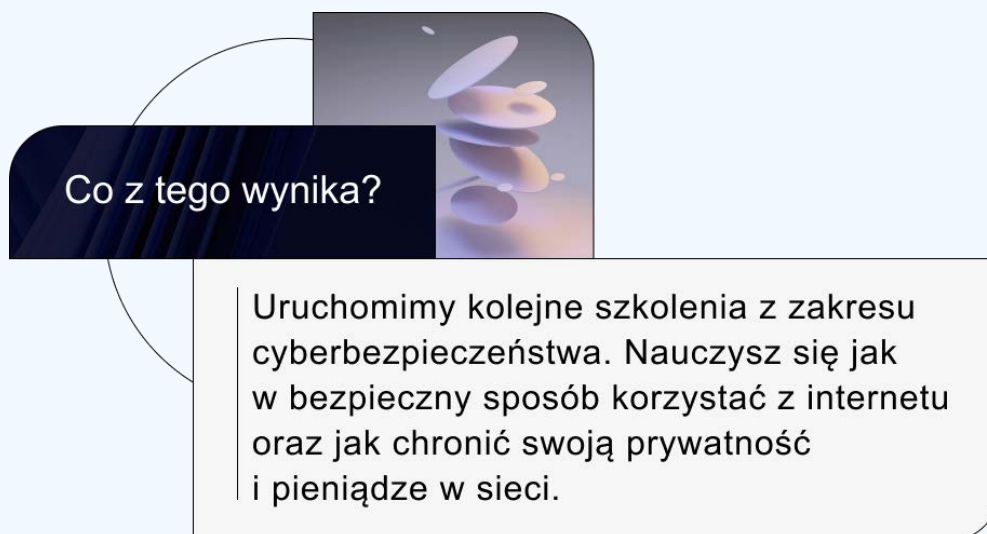 Co z tego wynika?
Uruchomimy kolejne szkolenia z zakresu
cyberbezpieczeństwa. Nauczysz się jak
w bezpieczny sposób korzystać z internetu
oraz jak chronić swoją prywatność
i pieniądze w sieci.